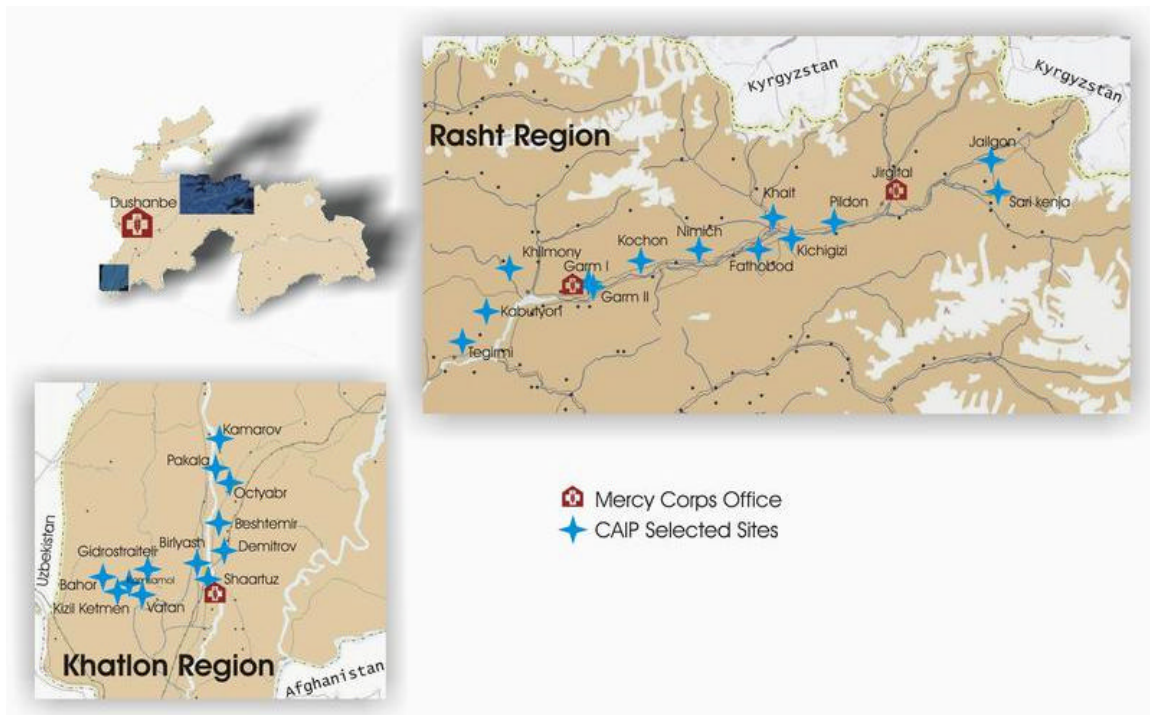 Dushanbe
Rasht Region
Kyrgyzstan
Kyrgyzstan
Jailgon
Jirgital
Sari kenja
Khait
Pildon
Nimich
Kichigizi
Kochon
Fathobod
Khilmony
Garm I
Garm II
Kabutyon
Tegirmi
Kamarov
Pakala
Octyabr
Beshtemir
Birlyash
Demitrov
Gidrostraiteli
Shaartuz
Bahor
Kizil Ketmen
Vatan
Uzbekistan
Khatlon Region
Afghanistan
Mercy Corps Office
CAIP Selected Sites